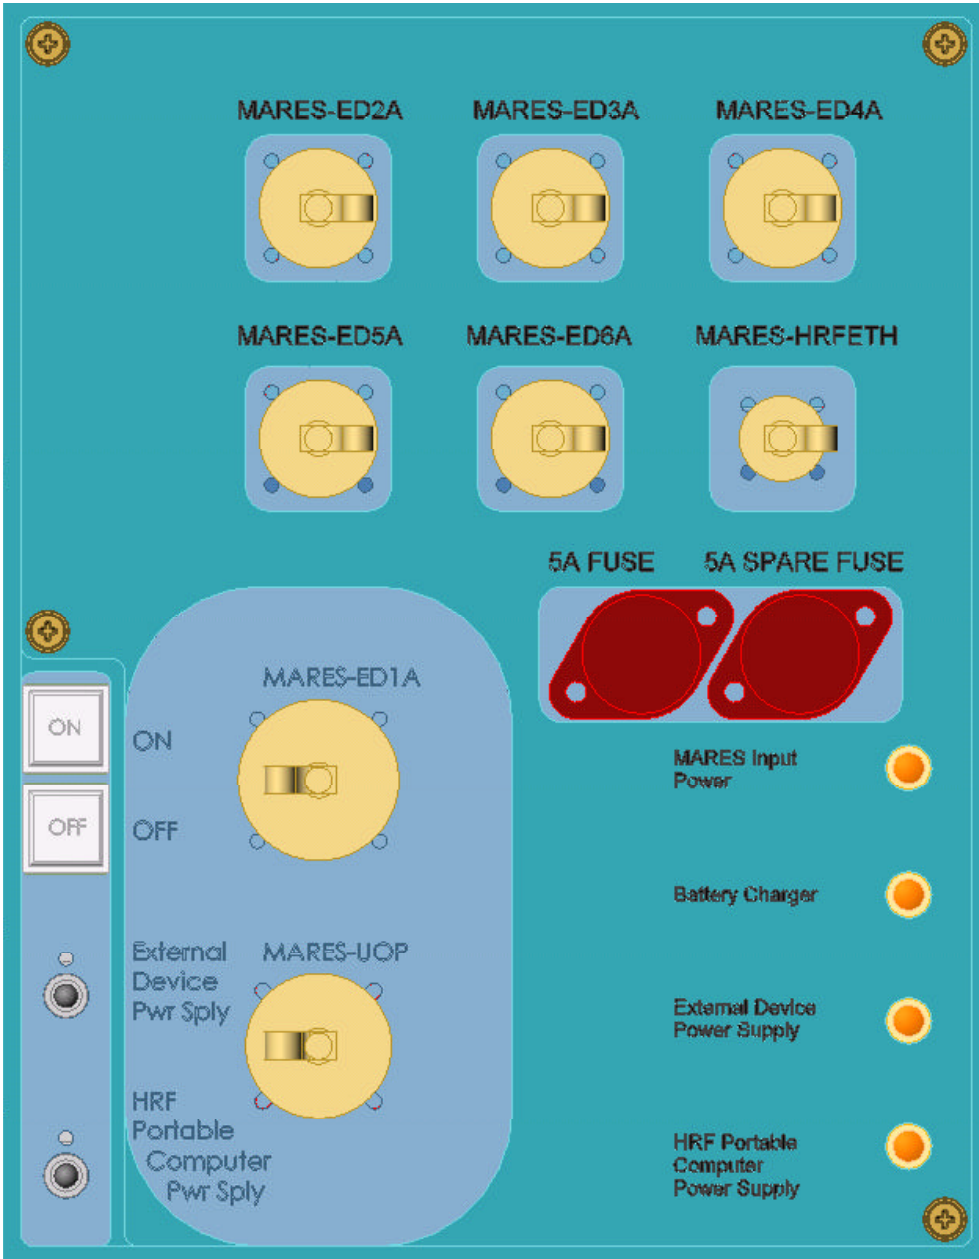 MARES-ED2A
MARES-ED3A
MARES-ED4A
MARES-ED5A
MARES-ED6A
MARES-HRFETH
5A FUSE
5A SPARE FUSE
MARES-ED1A
ON
ON
OFF
OFF
MARES Input
Power
Battery Charger
External
Device
Pwr Sply
MARES-UOP
External Device
Power Supply
HRF
Portable
Computer
Pwr Sply
HRF Portable
Computer
Power Supply